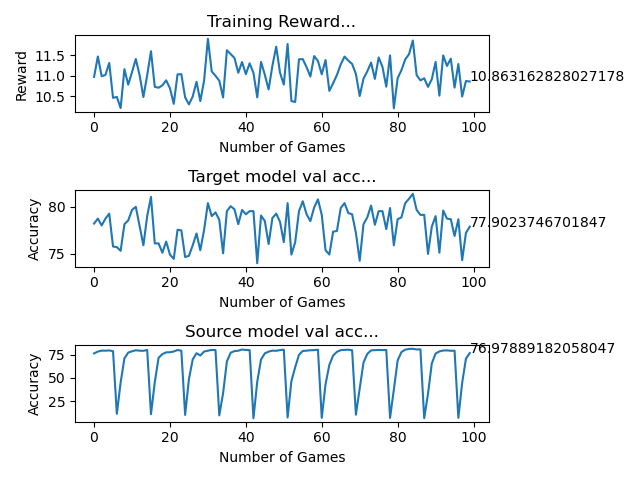 Training Reward...
11.5
11.0
10.5
Reward
10.863162828027178
0 20 40 60 80 100
Number of Games
Target model val acc...
80
75
Accuracy
77.9023746701847
0 20 40 60 80 100
Number of Games
Source model val acc...
75
50
25
Accuracy
76.97889182058047
0 20 40 60 80 100
Number of Games